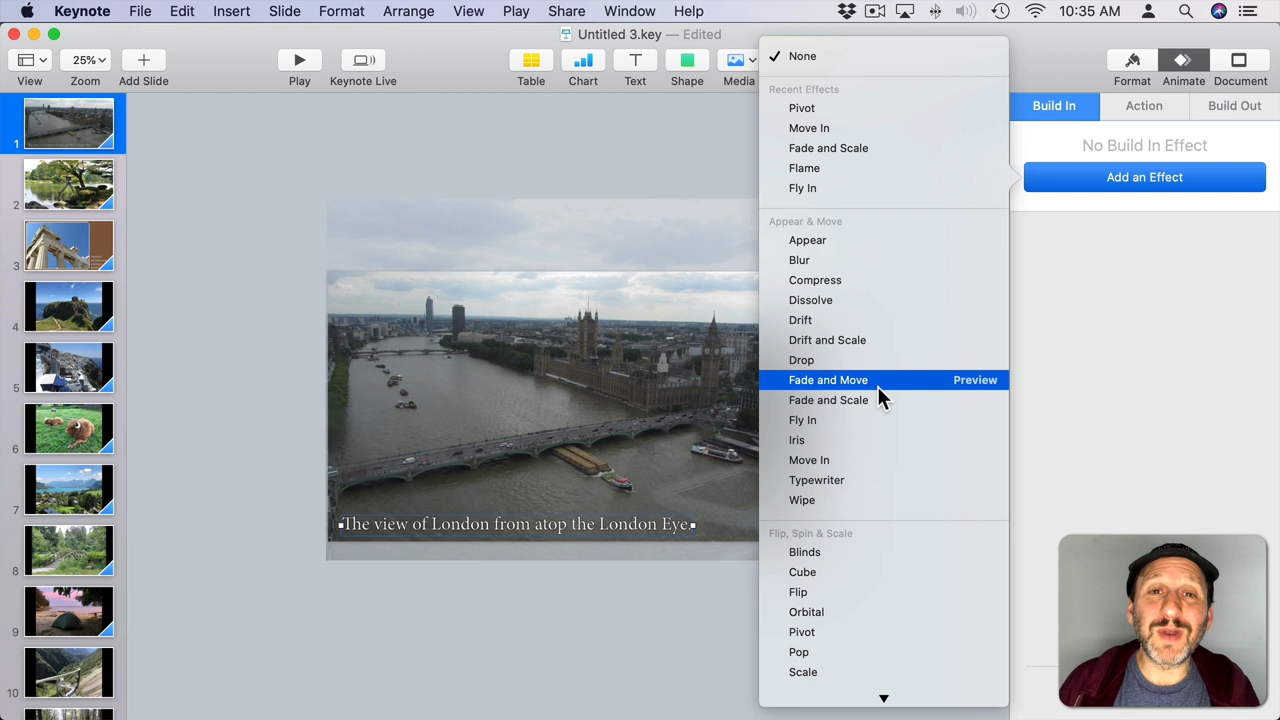 Keynote File Edit Insert Slide Format Arrange View Play Share Window Help 10:35 AM
Untitled 3.key — Edited
25%
View Zoom Add Slide Play Keynote Live Table Chart Text Shape Media Format Animate Document
None
Recent Effects
Pivot
Move In
Fade and Scale
Flame
Fly In
Appear & Move
Appear
Blur
Compress
Dissolve
Drift
Drift and Scale
Drop
Fade and Move Preview
Fade and Scale
Fly In
Iris
Move In
Typewriter
Wipe
Flip, Spin & Scale
Blinds
Cube
Flip
Orbital
Pivot
Pop
Scale
Build In Action Build Out
No Build In Effect
Add an Effect
1
2
3
4
5
6
7
8
9
10
The view of London from atop the London Eye.